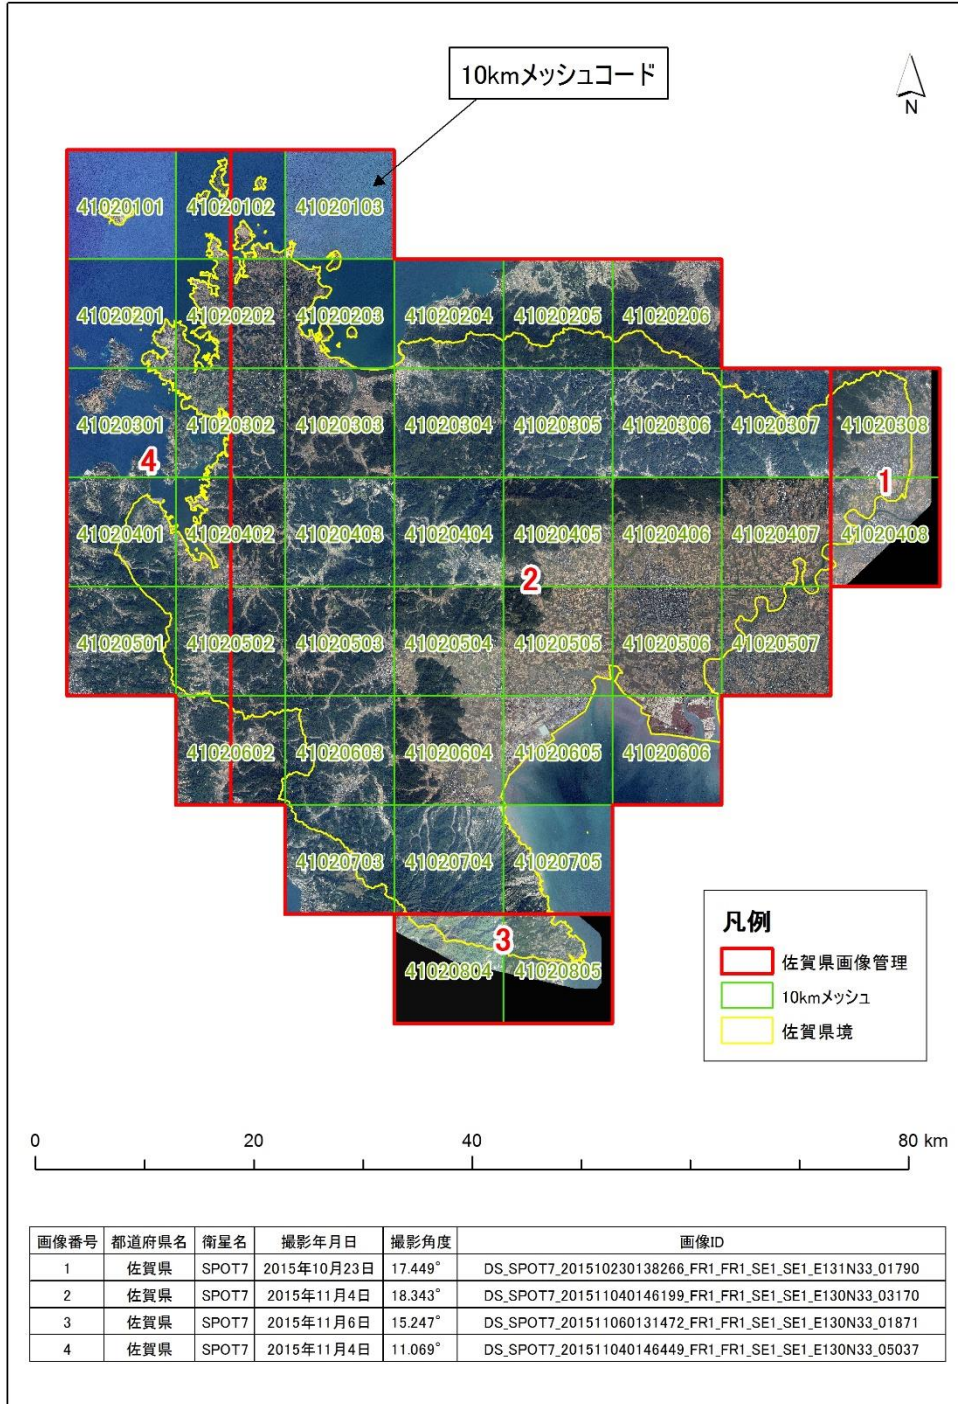 10kmメッシュコード
N
41020101 41020102 41020103
41020201 41020202 41020203 41020204 41020205 41020206
41020301 41020302 41020303 41020304 41020305 41020306 41020307 41020308
4
1
41020401 41020402 41020403 41020404 41020405 41020406 41020407 41020408
2
41020501 41020502 41020503 41020504 41020505 41020506 41020507
41020602 41020603 41020604 41020605 41020606
41020703 41020704 41020705
3
41020804 41020805
凡例
佐賀県画像管理
10kmメッシュ
佐賀県境
0 20 40 80 km
画像番号 都道府県名 衛星名 撮影年月日 撮影角度 画像ID
1 佐賀県 SPOT7 2015年10月23日 17.449° DS_SPOT7_201510230138266_FR1_FR1_SE1_SE1_E131N33_01790
2 佐賀県 SPOT7 2015年11月4日 18.343° DS_SPOT7_201511040146199_FR1_FR1_SE1_SE1_E130N33_03170
3 佐賀県 SPOT7 2015年11月6日 15.247° DS_SPOT7_201511060131472_FR1_FR1_SE1_SE1_E130N33_01871
4 佐賀県 SPOT7 2015年11月4日 11.069° DS_SPOT7_201511040146449_FR1_FR1_SE1_SE1_E130N33_05037